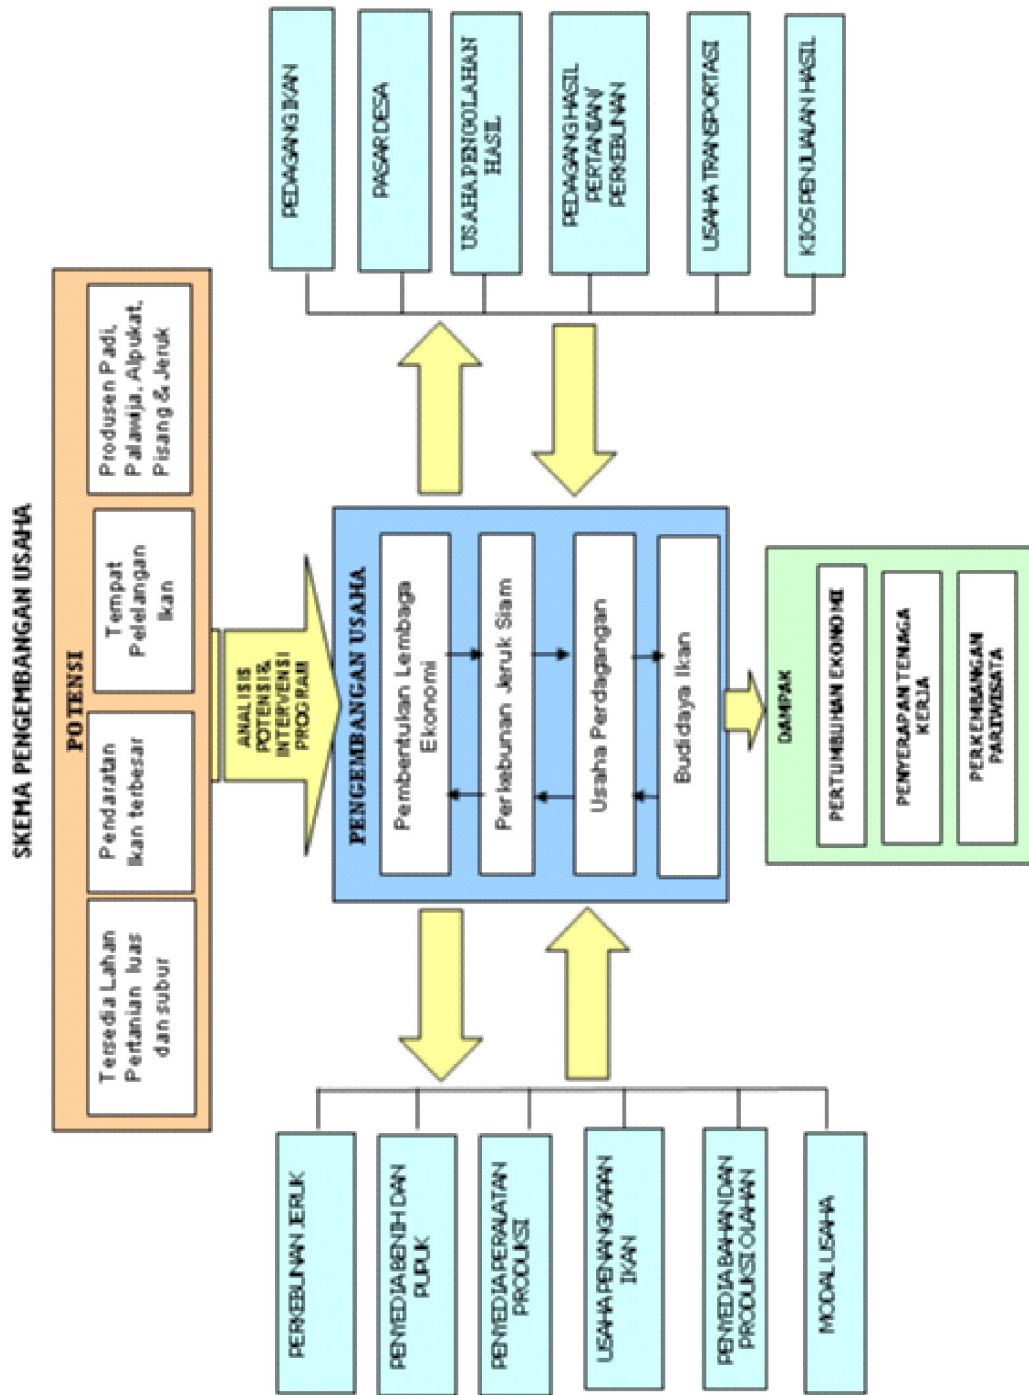 SKEMA PENGEMBANGAN USAHA
POTENSI
Tersedia Lahan
Pertanian luas
dan subur
Pendaratan
Ikan terbesar
Tempat
Pelelangan
Ikan
Produsen Padi,
Palawija, Alpukat,
Pisang & Jeruk
ANALISIS
POTENSI &
INTERVENSI
PROGRAM
PERKEBUNAN JERUK
PENYEDIA BENIH DAN
PUPUK
PENYEDIA PERALATAN
PRODUKSI
USAHA PENANGKAPAN
IKAN
PENYEDIA BAHAN DAN
PRODUKSI OLAHAN
MODAL USAHA
PENGEMBANGAN USAHA
Pembentukan Lembaga
Ekonomi
Perkebunan Jeruk Siam
Usaha Perdagangan
Budidaya Ikan
PEDAGANG IKAN
PASAR DESA
USAHA PENGOLAHAN
HASIL
PEDAGANG HASIL
PERTANIAN/
PERKEBUNAN
USAHA TRANSPORTASI
KIOS PENJUALAN HASIL
DAMPAK
PERTUMBUHAN EKONOMI
PENYERAPAN TENAGA
KERJA
PERKEMBANGAN
PARIWISATA